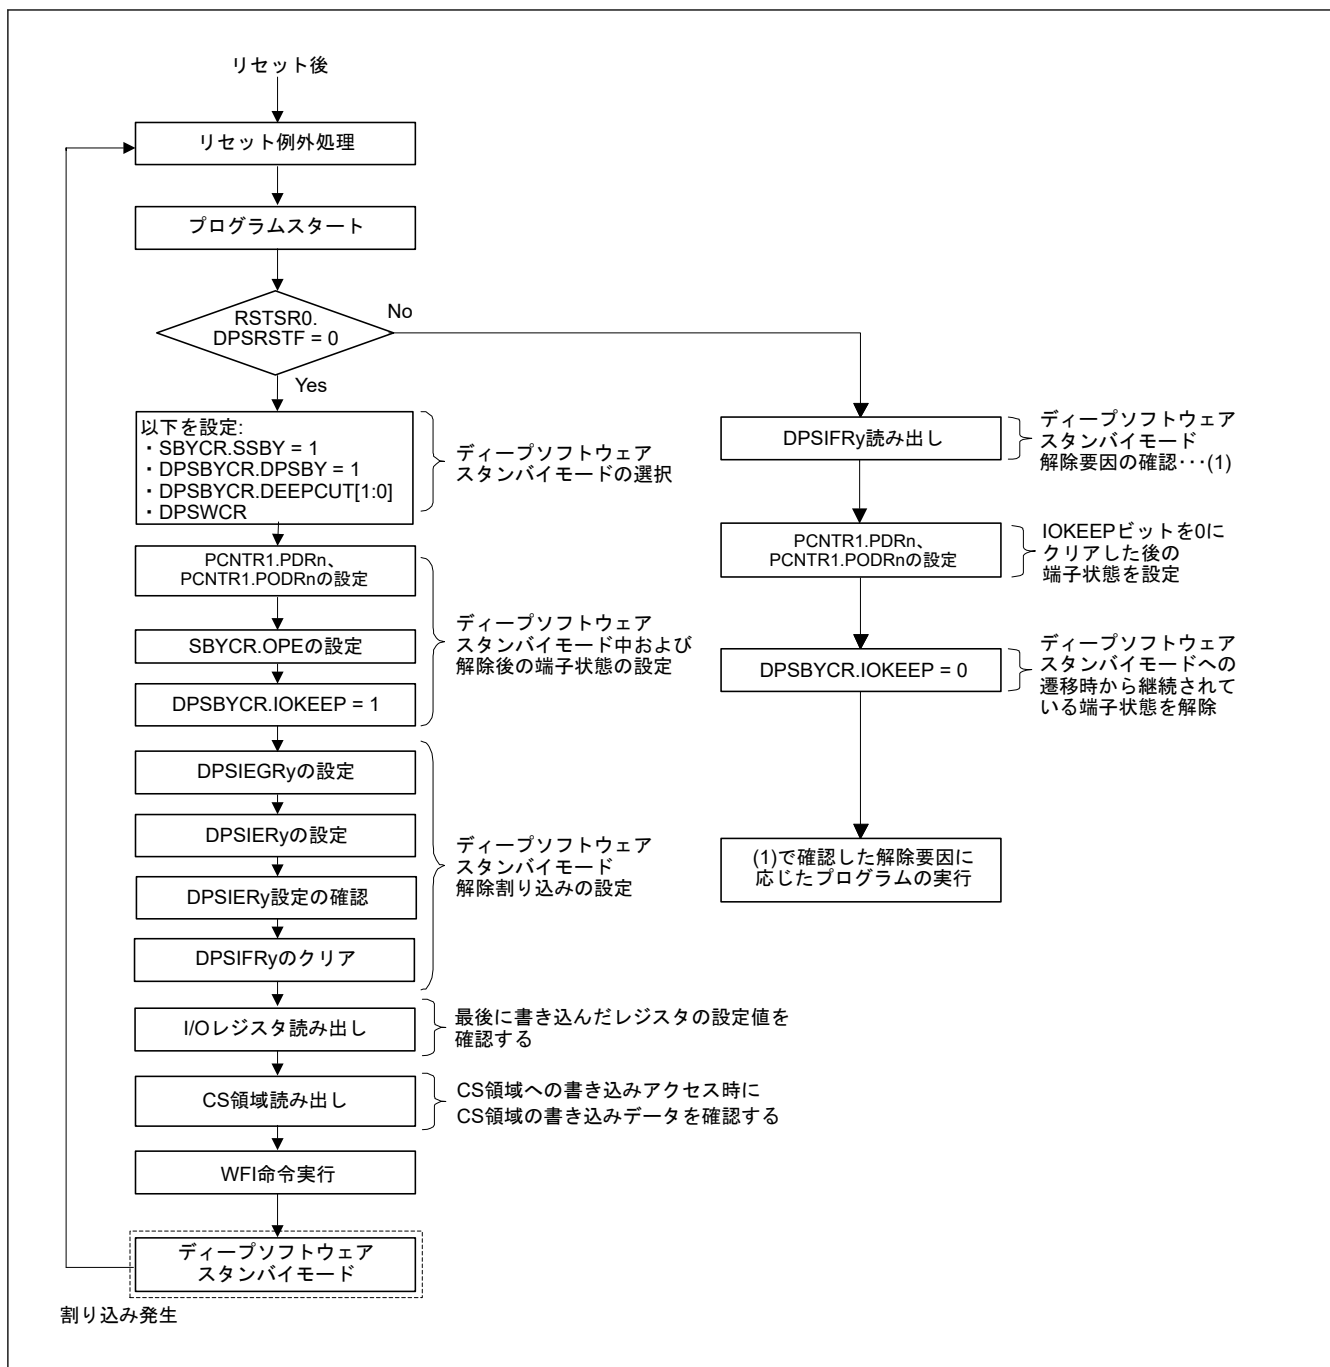 リセット後
リセット例外処理
プログラムスタート
RSTSR0.
DPSRSTF = 0
No
Yes
以下を設定:
・SBYCR.SSBY = 1
・DPSBYCR.DPSBY = 1
・DPSBYCR.DEEPCUT[1:0]
・DPSWCR
ディープソフトウェア
スタンバイモードの選択
PCNTR1.PDRn、
PCNTR1.PODRnの設定
SBYCR.OPEの設定
DPSBYCR.IOKEEP = 1
ディープソフトウェア
スタンバイモード中および
解除後の端子状態の設定
DPSIEGRyの設定
DPSIERyの設定
DPSIERy設定の確認
DPSIFRyのクリア
ディープソフトウェア
スタンバイモード
解除割り込みの設定
I/Oレジスタ読み出し
最後に書き込んだレジスタの設定値を
確認する
CS領域読み出し
CS領域への書き込みアクセス時に
CS領域の書き込みデータを確認する
WFI命令実行
ディープソフトウェア
スタンバイモード
割り込み発生
DPSIFRy読み出し
ディープソフトウェア
スタンバイモード
解除要因の確認･･･(1)
PCNTR1.PDRn、
PCNTR1.PODRnの設定
IOKEEPビットを0に
クリアした後の
端子状態を設定
DPSBYCR.IOKEEP = 0
ディープソフトウェア
スタンバイモードへの
遷移時から継続されて
いる端子状態を解除
(1)で確認した解除要因に
応じたプログラムの実行